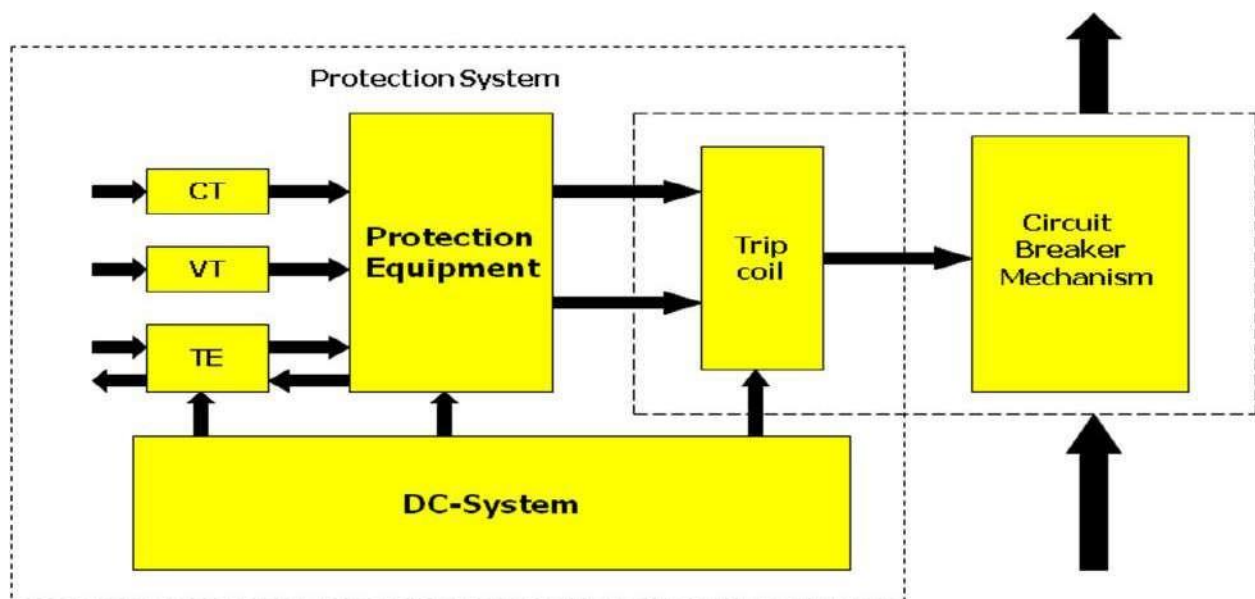 Protection System
CT
VT
TE
Protection
Equipment
Trip
coil
Circuit
Breaker
Mechanism
DC-System